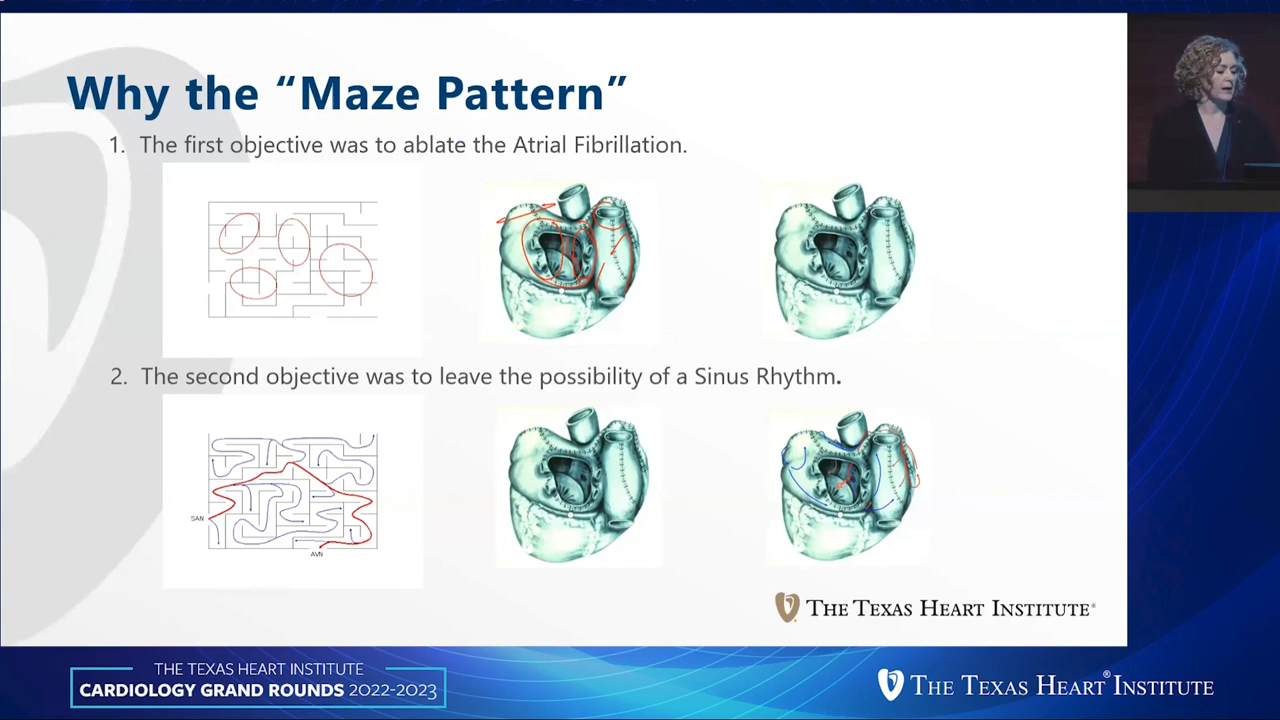 Why the “Maze Pattern”
1. The first objective was to ablate the Atrial Fibrillation.
2. The second objective was to leave the possibility of a Sinus Rhythm.
SAN
AVN
THE TEXAS HEART INSTITUTE®
THE TEXAS HEART INSTITUTE
CARDIOLOGY GRAND ROUNDS 2022-2023
THE TEXAS HEART® INSTITUTE